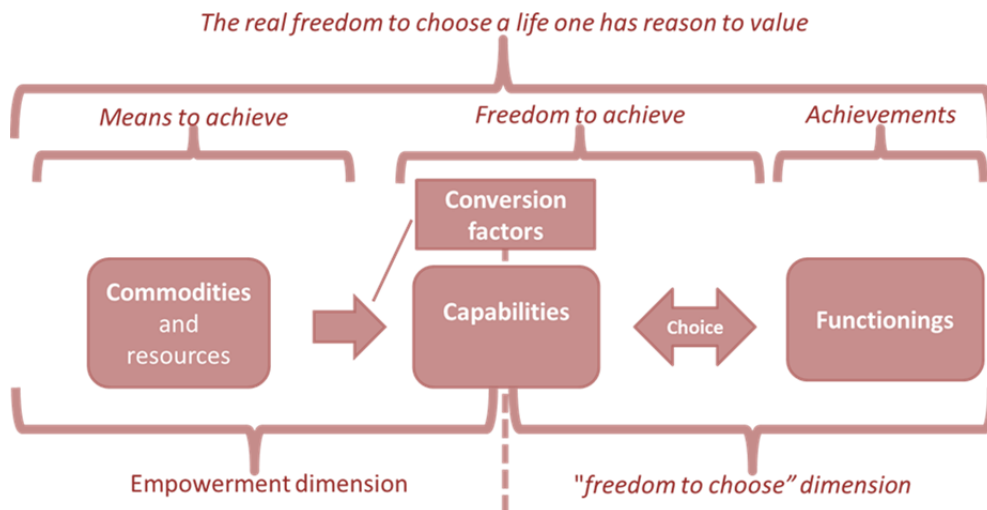 The real freedom to choose a life one has reason to value
Means to achieve
Freedom to achieve
Achievements
Conversion
factors
Commodities
and
resources
Capabilities
Choice
Functionings
Empowerment dimension
"freedom to choose” dimension